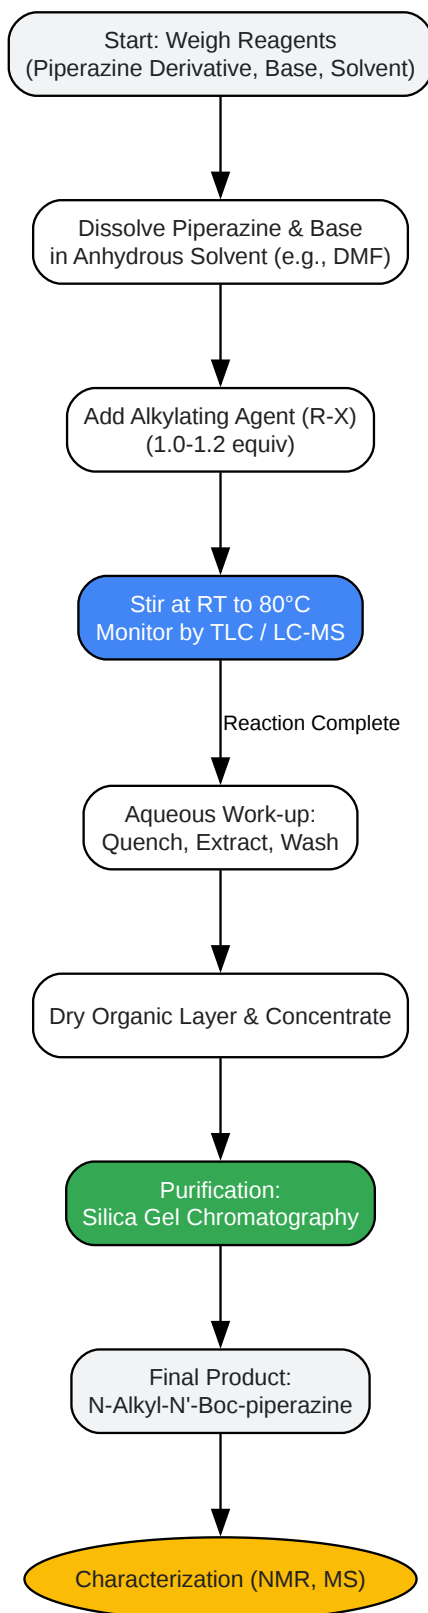 Start: Weigh Reagents
(Piperazine Derivative, Base, Solvent)
Dissolve Piperazine & Base
in Anhydrous Solvent (e.g., DMF)
Add Alkylating Agent (R-X)
(1.0-1.2 equiv)
Stir at RT to 80°C
Monitor by TLC / LC-MS
Reaction Complete
Aqueous Work-up:
Quench, Extract, Wash
Dry Organic Layer & Concentrate
Purification:
Silica Gel Chromatography
Final Product:
N-Alkyl-N'-Boc-piperazine
Characterization (NMR, MS)